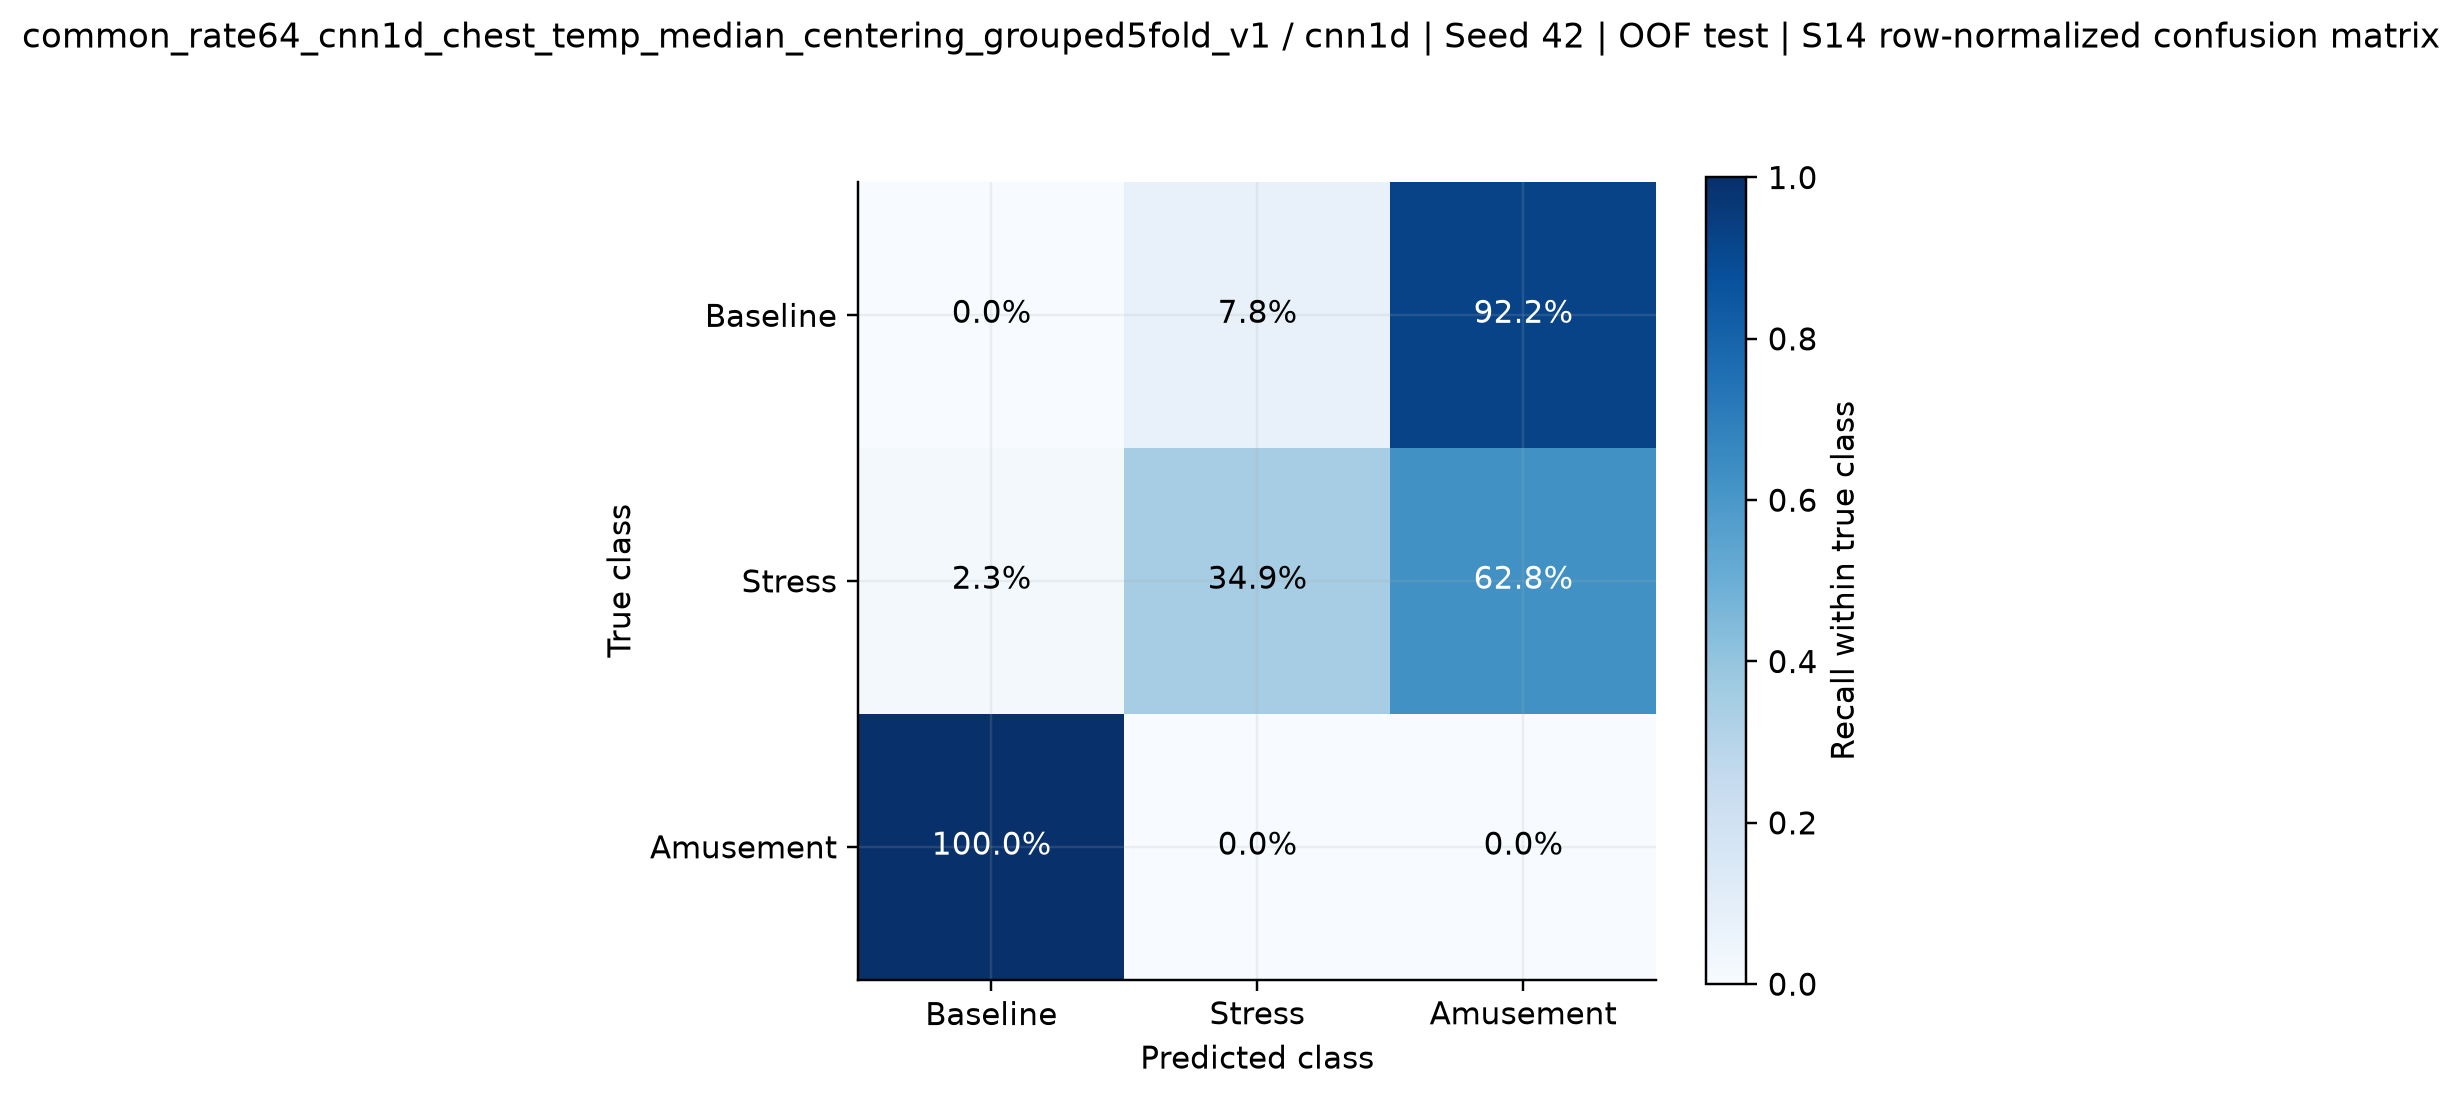 common_rate64_cnn1d_chest_temp_median_centering_grouped5fold_v1 / cnn1d | Seed 42 | OOF test | S14 row-normalized confusion matrix
Baseline
0.0%
7.8%
92.2%
Stress
2.3%
34.9%
62.8%
Amusement
100.0%
0.0%
0.0%
Baseline
Stress
Amusement
Predicted class
True class
1.0
0.8
0.6
0.4
0.2
0.0
Recall within true class